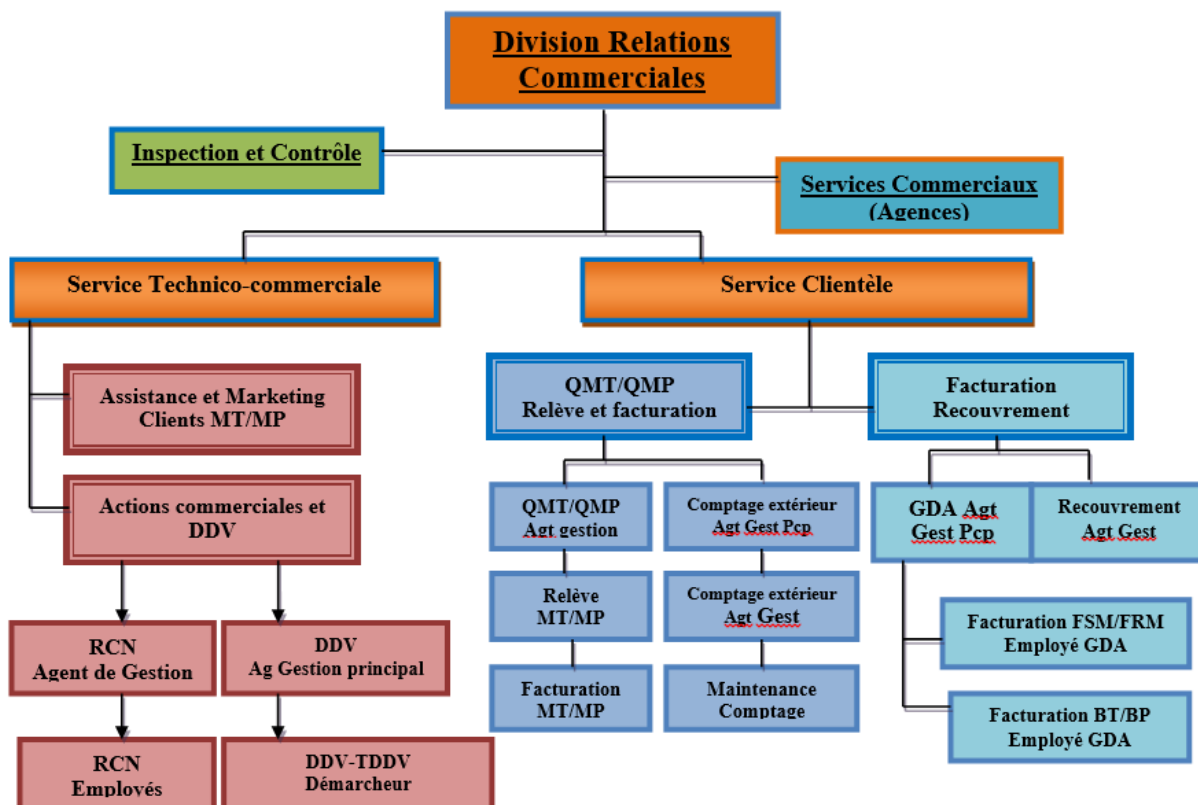 Division Relations
Commerciales
Inspection et Contrôle
Services Commerciaux
(Agences)
Service Technico-commerciale
Service Clientèle
Assistance et Marketing
Clients MT/MP
QMT/QMP
Relève et facturation
Facturation
Recouvrement
Actions commerciales et
DDV
QMT/QMP
Agt gestion
Comptage extérieur
Agt Gest Pcp
GDA Agt
Gest Pcp
Recouvrement
Agt Gest
Relève
MT/MP
Comptage extérieur
Agt Gest
Facturation FSM/FRM
Employé GDA
RCN
Agent de Gestion
DDV
Ag Gestion principal
Facturation
MT/MP
Maintenance
Comptage
Facturation BT/BP
Employé GDA
RCN
Employés
DDV-TDDV
Démarcheur